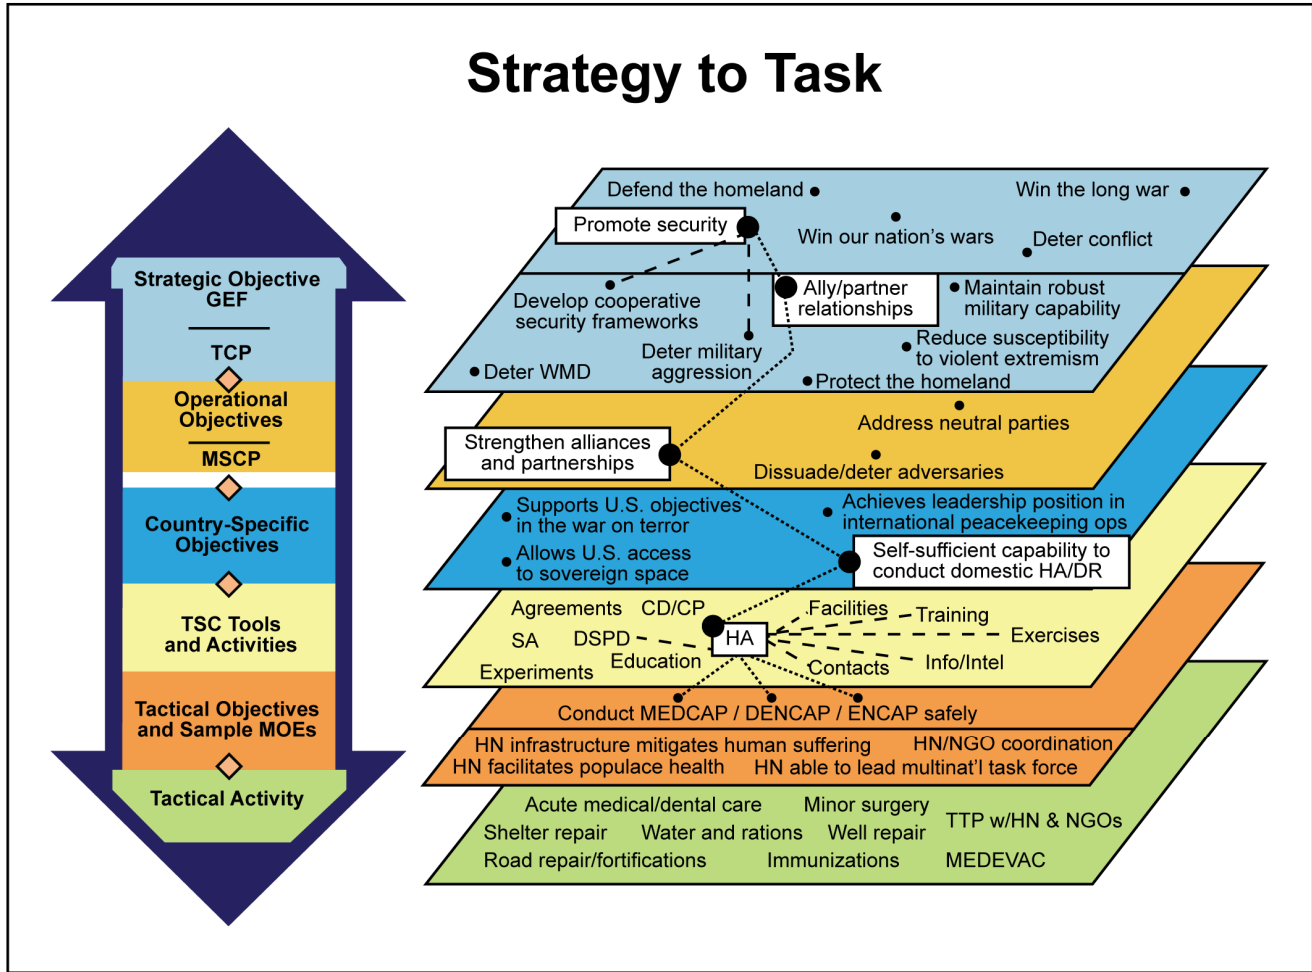 Strategy to Task
Strategic Objective
GEF
TCP
Operational
Objectives
MSCP
Country-Specific
Objectives
TSC Tools
and Activities
Tactical Objectives
and Sample MOEs
Tactical Activity
Defend the homeland
Win the long war
Promote security
Win our nation's wars
Deter conflict
Develop cooperative
security frameworks
Ally/partner
relationships
Maintain robust
military capability
Deter military
aggression
Reduce susceptibility
to violent extremism
Deter WMD
Protect the homeland
Address neutral parties
Strengthen alliances
and partnerships
Dissuade/deter adversaries
Supports U.S. objectives
in the war on terror
Achieves leadership position in
international peacekeeping ops
Allows U.S. access
to sovereign space
Self-sufficient capability to
conduct domestic HA/DR
Agreements
CD/CP
Facilities
Training
SA
DSPD
HA
Exercises
Experiments
Education
Contacts
Info/Intel
Conduct MEDCAP / DENCAP / ENCAP safely
HN infrastructure mitigates human suffering
HN/NGO coordination
HN facilitates populace health
HN able to lead multinat'l task force
Acute medical/dental care
Minor surgery
TTP w/HN & NGOs
Shelter repair
Water and rations
Well repair
Road repair/fortifications
Immunizations
MEDEVAC